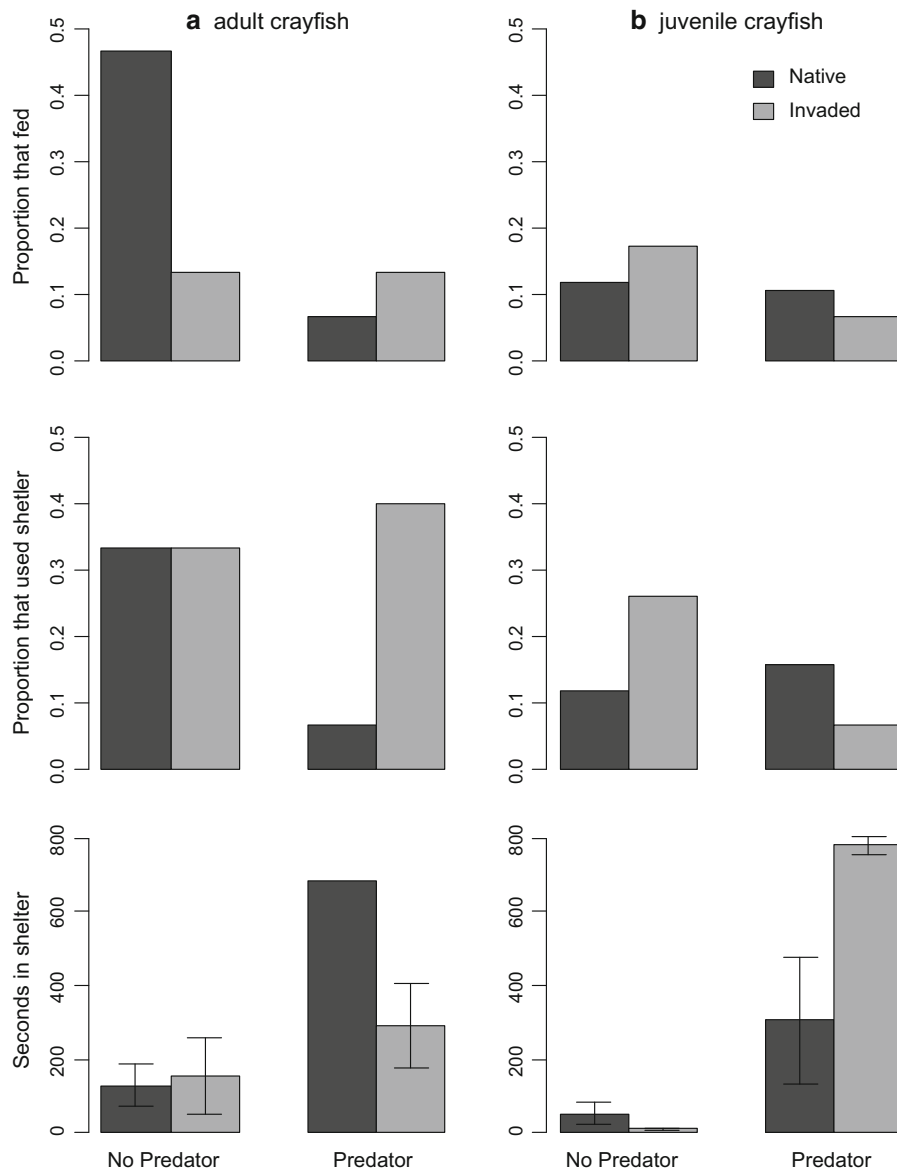 a adult crayfish
b juvenile crayfish
Native
Invaded
Proportion that fed
0.0 0.1 0.2 0.3 0.4 0.5
0.0 0.1 0.2 0.3 0.4 0.5
Proportion that used shetler
0.0 0.1 0.2 0.3 0.4 0.5
0.0 0.1 0.2 0.3 0.4 0.5
Seconds in shelter
0 200 400 600 800
0 200 400 600 800
No Predator
Predator
No Predator
Predator